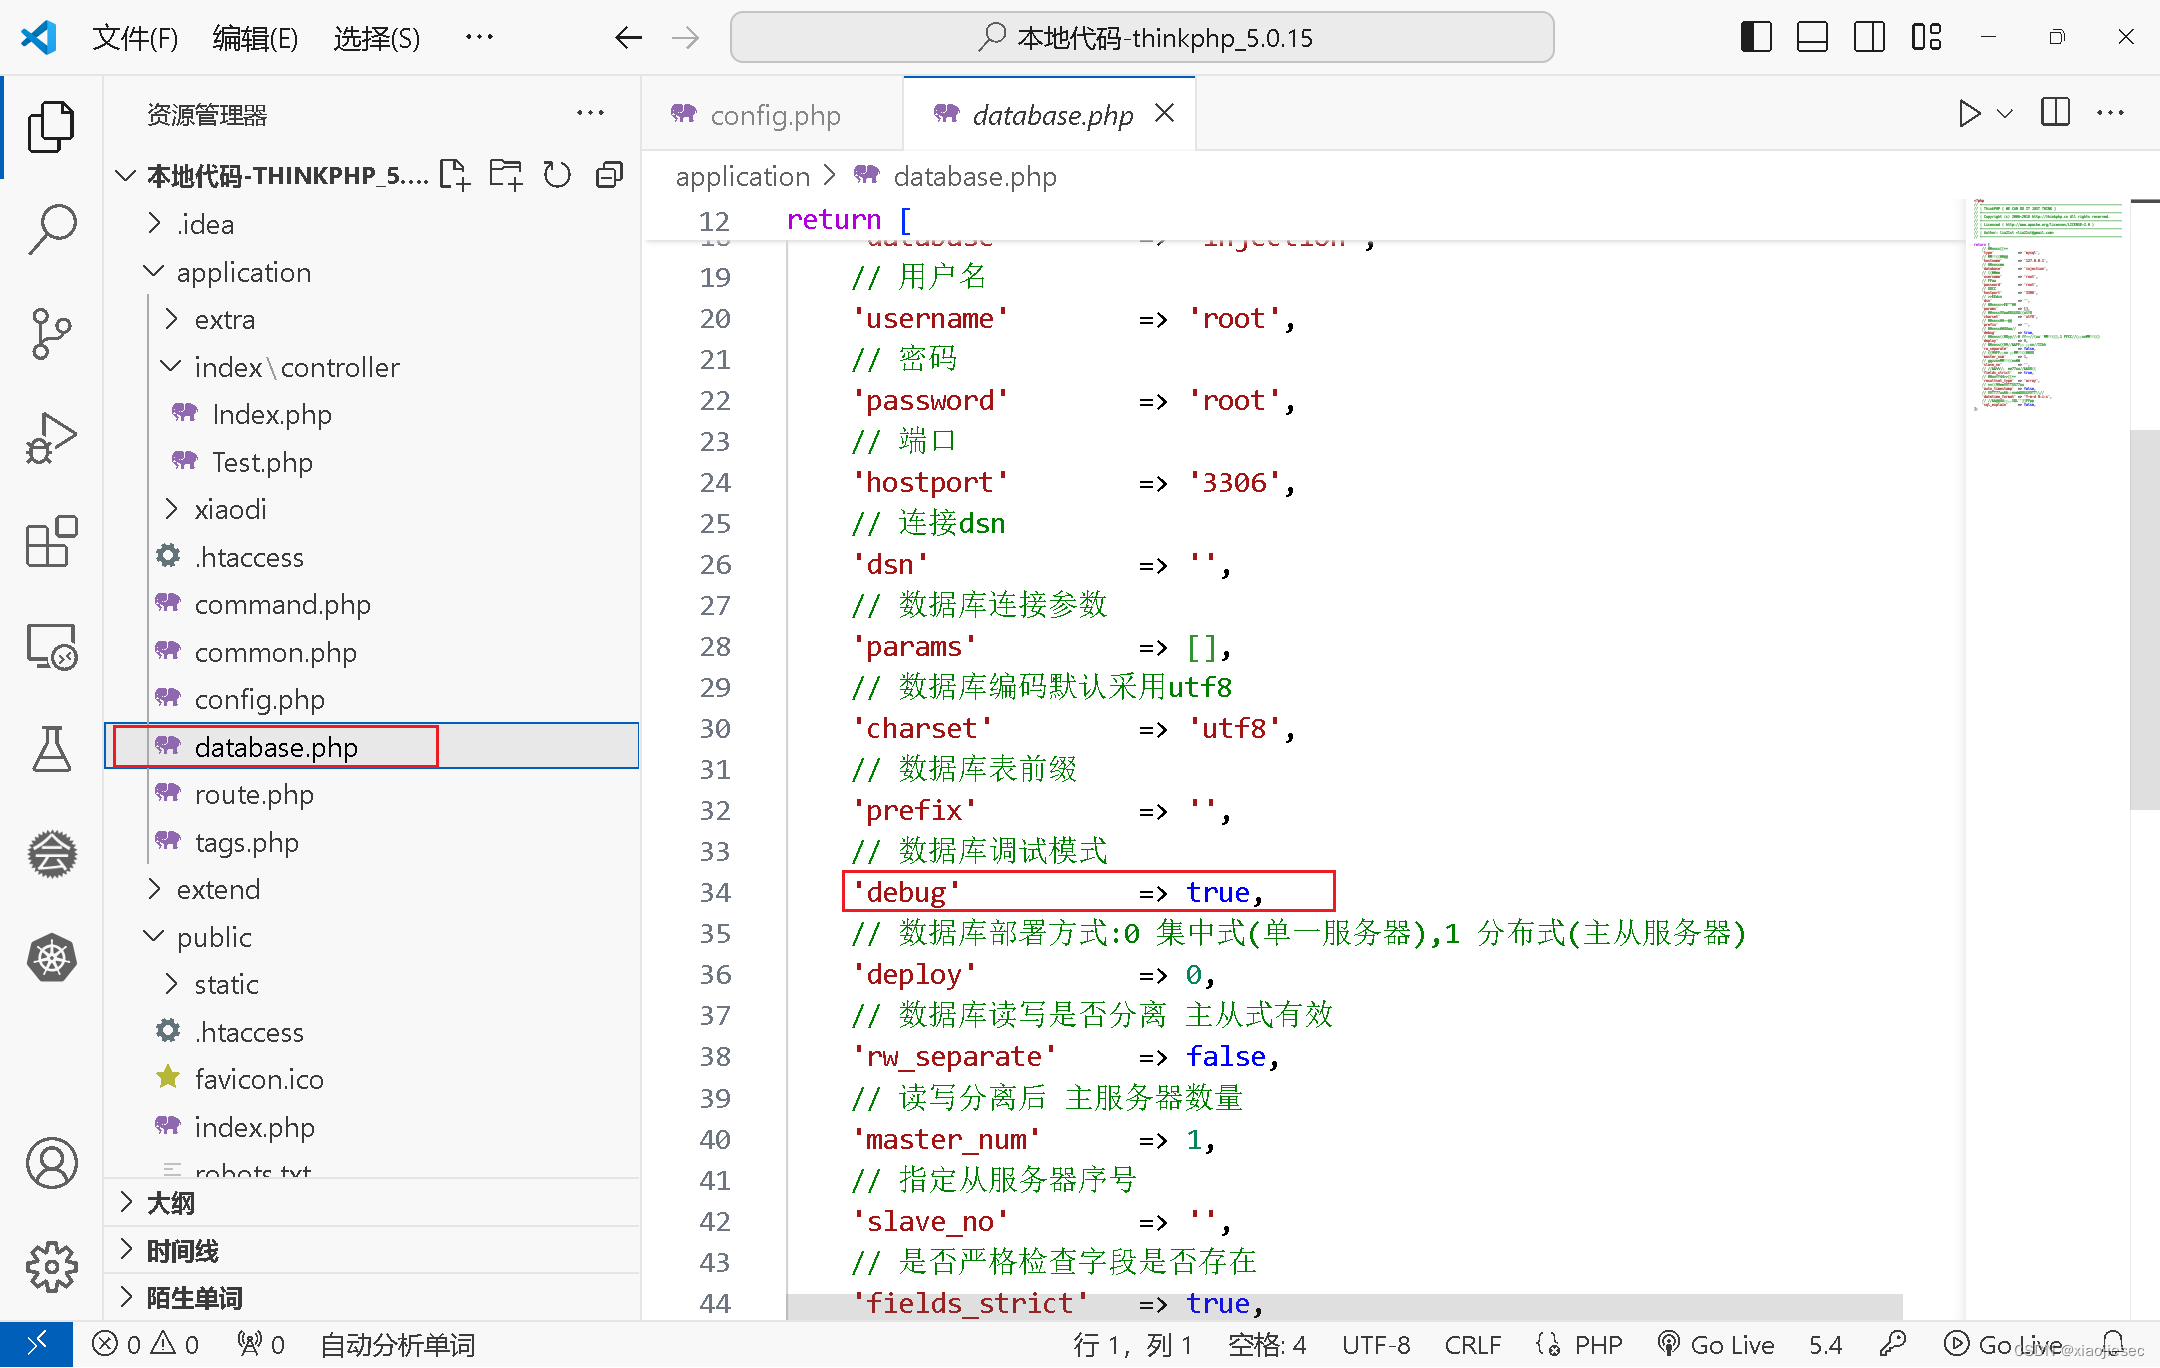 文件(F) 编辑(E) 选择(S) ··· 本地代码-thinkphp_5.0.15
资源管理器 ···
本地代码-THINKPHP_5....
.idea
application
extra
index\controller
Index.php
Test.php
xiaodi
.htaccess
command.php
common.php
config.php
database.php
route.php
tags.php
extend
public
static
.htaccess
favicon.ico
index.php
robots.txt
大纲
时间线
陌生单词
config.php database.php
application > database.php
12 return [
18 'database' => 'injection',
19 // 用户名
20 'username' => 'root',
21 // 密码
22 'password' => 'root',
23 // 端口
24 'hostport' => '3306',
25 // 连接dsn
26 'dsn' => '',
27 // 数据库连接参数
28 'params' => [],
29 // 数据库编码默认采用utf8
30 'charset' => 'utf8',
31 // 数据库表前缀
32 'prefix' => '',
33 // 数据库调试模式
34 'debug' => true,
35 // 数据库部署方式:0 集中式(单一服务器),1 分布式(主从服务器)
36 'deploy' => 0,
37 // 数据库读写是否分离 主从式有效
38 'rw_separate' => false,
39 // 读写分离后 主服务器数量
40 'master_num' => 1,
41 // 指定从服务器序号
42 'slave_no' => '',
43 // 是否严格检查字段是否存在
44 'fields_strict' => true,
0 0 0 自动分析单词 行 1，列 1 空格: 4 UTF-8 CRLF PHP Go Live 5.4 Go Live
CSDN @xiaojiesec